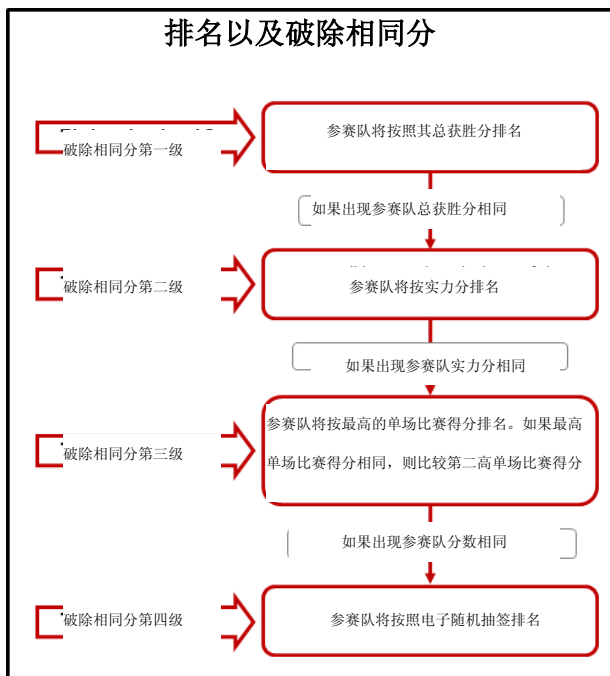 排名以及破除相同分
参赛队将按照其总获胜分排名
破除相同分第一级
如果出现参赛队总获胜分相同
参赛队将按实力分排名
破除相同分第二级
如果出现参赛队实力分相同
参赛队将按最高的单场比赛得分排名。如果最高
单场比赛得分相同，则比较第二高单场比赛得分
破除相同分第三级
如果出现参赛队分数相同
破除相同分第四级
参赛队将按照电子随机抽签排名